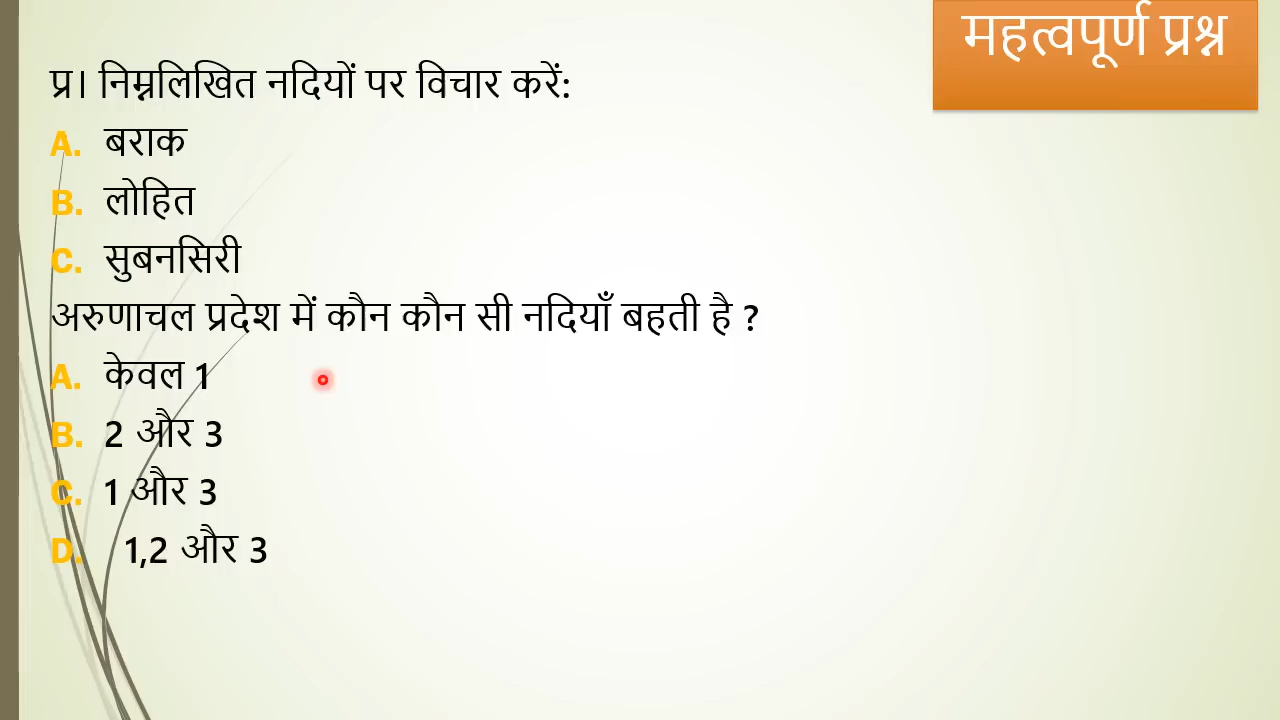 महत्वपूर्ण प्रश्न
प्र। निम्नलिखित नदियों पर विचार करें:
A. बराक
B. लोहित
C. सुबनसिरी
अरुणाचल प्रदेश में कौन कौन सी नदियाँ बहती है ?
A. केवल 1
B. 2 और 3
C. 1 और 3
D. 1,2 और 3